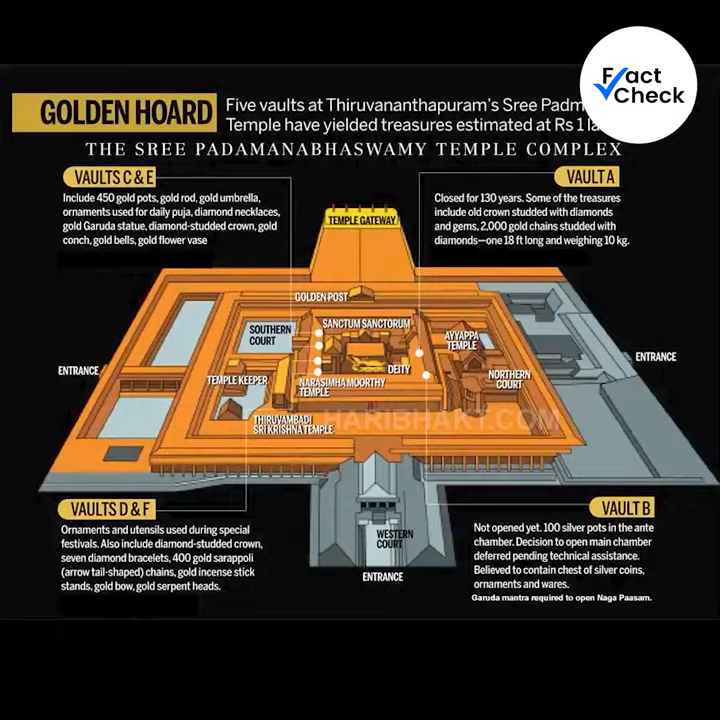 Fact
Check
GOLDEN HOARD
Five vaults at Thiruvananthapuram's Sree
Temple have yielded treasures estimated at Rs 1
THE SREE PADAMANABHASWAMY TEMPLE COMPLEX
VAULTS C & E
Include 450 gold pots, gold rod, gold umbrella,
ornaments used for daily puja, diamond necklaces,
gold Garuda statue, diamond-studded crown, gold
conch, gold bells, gold flower vase
VAULT A
Closed for 130 years. Some of the treasures
include old crown studded with diamonds
and gems, 2,000 gold chains studded with
diamonds—one 18 ft long and weighing 10 kg.
TEMPLE GATEWAY
GOLDEN POST
SOUTHERN
COURT
SANCTUM SANCTORUM
AYYAPPA
TEMPLE
ENTRANCE
ENTRANCE
TEMPLE KEEPER
DEITY
NARASIMHA MOORTHY
TEMPLE
NORTHERN
COURT
THIRUVAMBADI
SRI KRISHNA TEMPLE
HARIBHAKT.COM
VAULTS D & F
Ornaments and utensils used during special
festivals. Also include diamond-studded crown,
seven diamond bracelets, 400 gold sarappoli
(arrow tail-shaped) chains, gold incense stick
stands, gold bow, gold serpent heads.
WESTERN
COURT
ENTRANCE
VAULT B
Not opened yet. 100 silver pots in the ante
chamber. Decision to open main chamber
deferred pending technical assistance.
Believed to contain chest of silver coins,
ornaments and wares.
Garuda mantra required to open Naga Paasam.